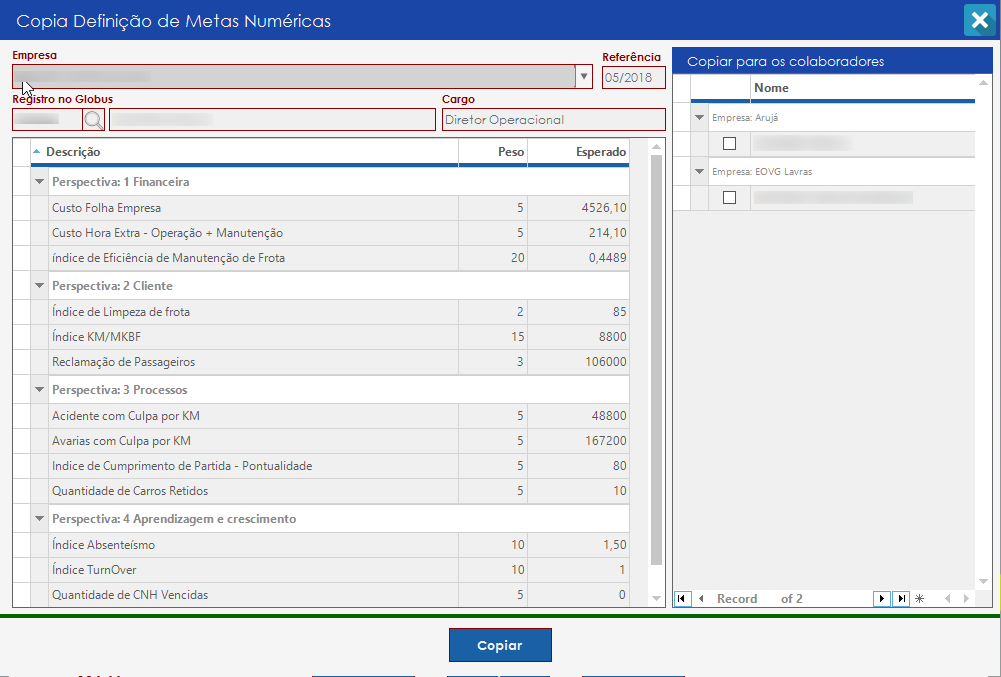 Copia Definição de Metas Numéricas
Empresa
Referência
05/2018
Registro no Globus
Cargo
Diretor Operacional
Descrição Peso Esperado
Perspectiva: 1 Financeira
Custo Folha Empresa 5 4526,10
Custo Hora Extra - Operação + Manutenção 5 214,10
índice de Eficiência de Manutenção de Frota 20 0,4489
Perspectiva: 2 Cliente
Índice de Limpeza de frota 2 85
Índice KM/MKBF 15 8800
Reclamação de Passageiros 3 106000
Perspectiva: 3 Processos
Acidente com Culpa por KM 5 48800
Avarias com Culpa por KM 5 167200
Indice de Cumprimento de Partida - Pontualidade 5 80
Quantidade de Carros Retidos 5 10
Perspectiva: 4 Aprendizagem e crescimento
Índice Absenteísmo 10 1,50
Índice TurnOver 10 1
Quantidade de CNH Vencidas 5 0
Copiar para os colaboradores
Nome
Empresa: Arujá
Empresa: EOVG Lavras
Record of 2
Copiar